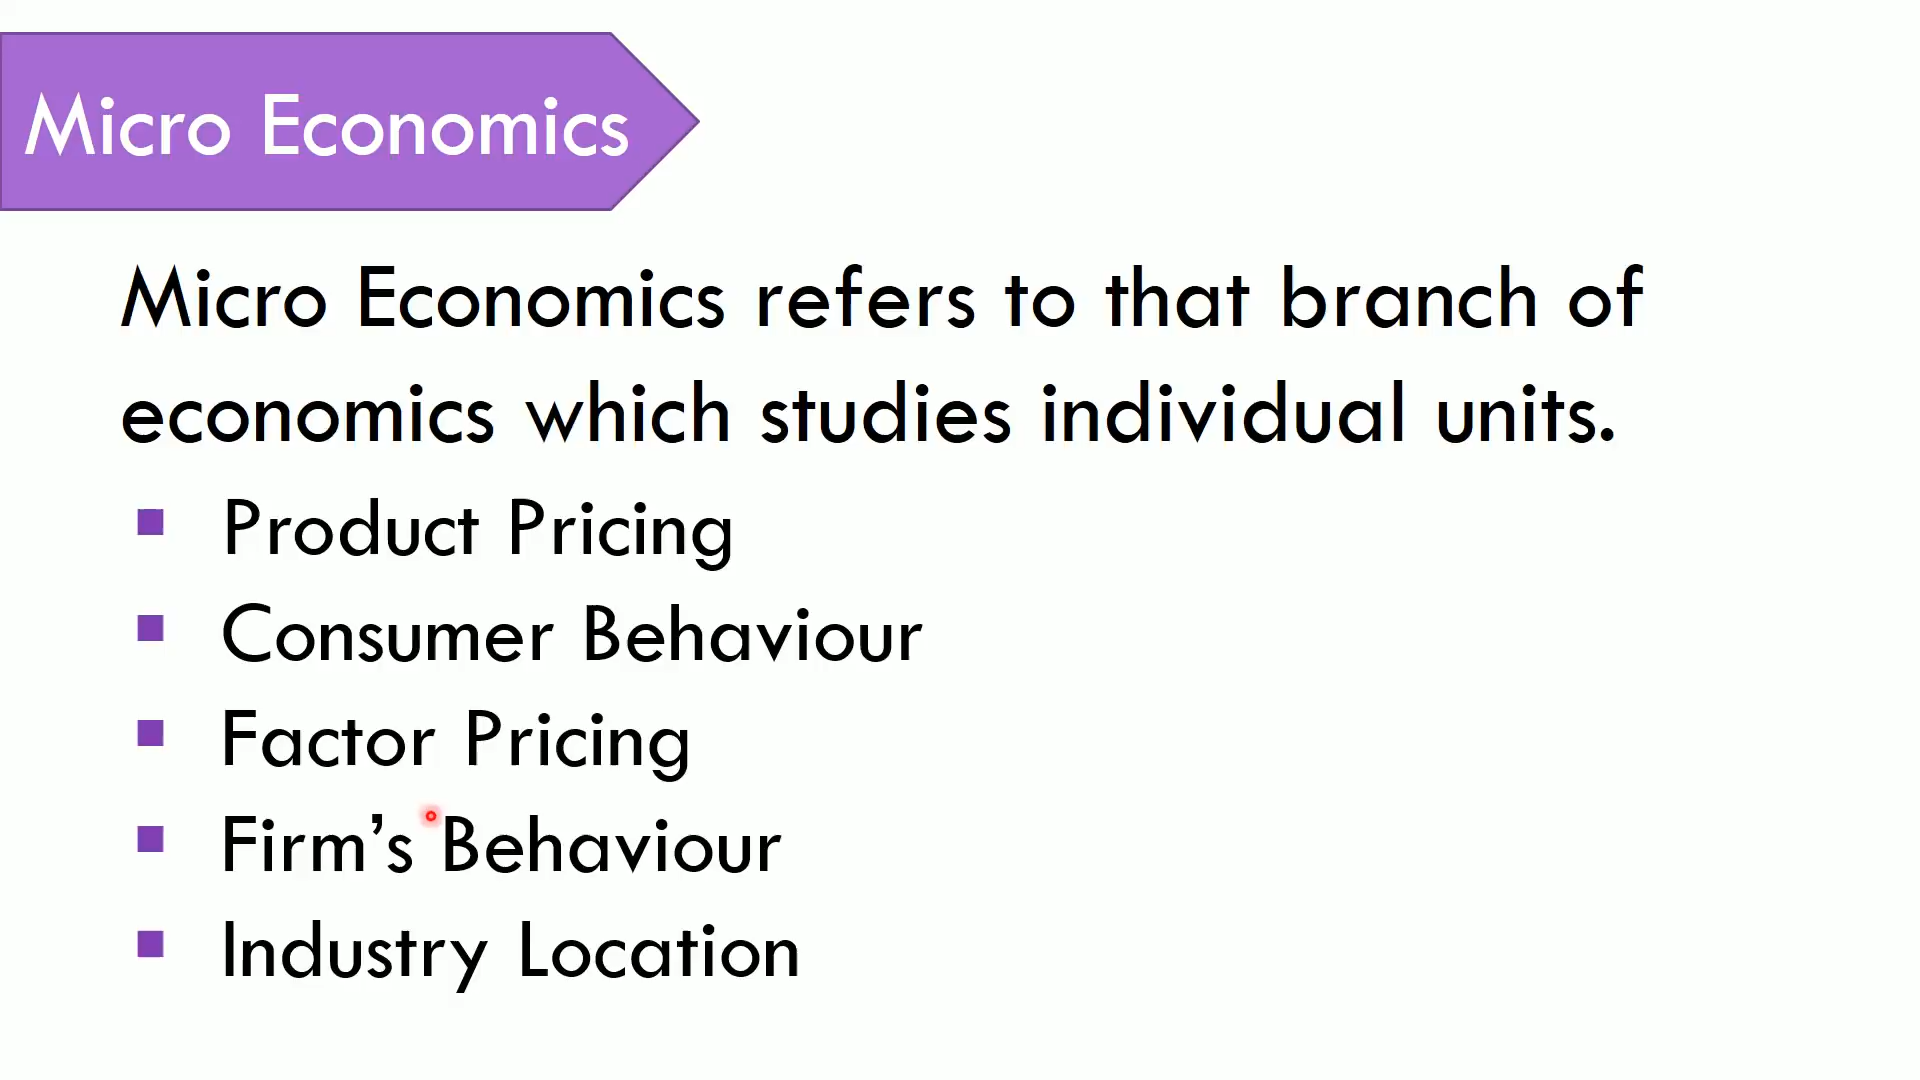 Micro Economics
Micro Economics refers to that branch of
economics which studies individual units.
Product Pricing
Consumer Behaviour
Factor Pricing
Firm’s Behaviour
Industry Location